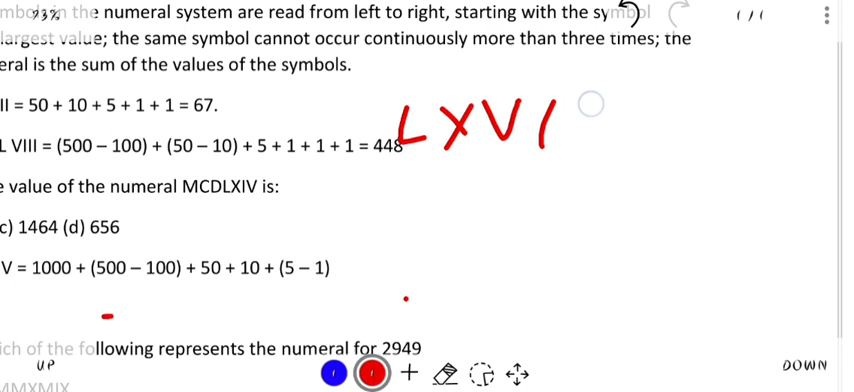 the numeral system are read from left to right, starting with the symbol
largest value; the same symbol cannot occur continuously more than three times; the
eral is the sum of the values of the symbols.
II = 50 + 10 + 5 + 1 + 1 = 67.
LXVI
L VIII = (500 – 100) + (50 – 10) + 5 + 1 + 1 + 1 = 448
e value of the numeral MCDLXIV is:
c) 1464 (d) 656
V = 1000 + (500 – 100) + 50 + 10 + (5 – 1)
ich of the following represents the numeral for 2949
UP
DOWN
MMXMIX